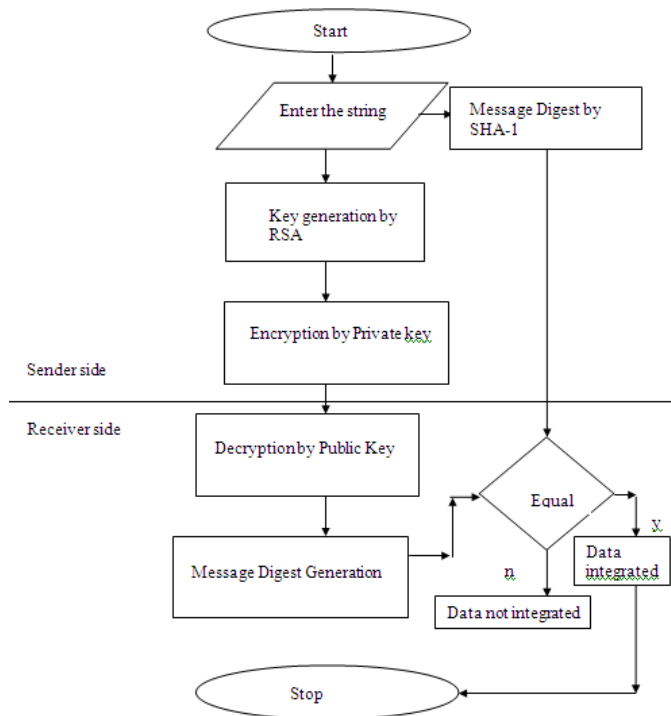 Start
Enter the string
Message Digest by
SHA-1
Key generation by
RSA
Encryption by Private key
Sender side
Receiver side
Decryption by Public Key
Equal
y
Data
integrated
n
Message Digest Generation
Data not integrated
Stop